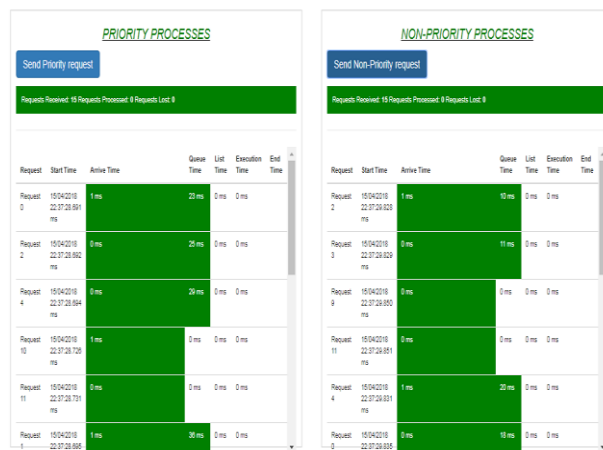 PRIORITY PROCESSES
Send Priority request
Requests Received: 15 Requests Processed: 0 Requests Lost: 0
Request Start Time Arrive Time Queue Time List Time Execution Time End Time
Request 0 15/04/2018 22:37:28.691 ms 1 ms 23 ms 0 ms 0 ms
Request 2 15/04/2018 22:37:28.692 ms 0 ms 25 ms 0 ms 0 ms
Request 4 15/04/2018 22:37:28.694 ms 0 ms 29 ms 0 ms 0 ms
Request 10 15/04/2018 22:37:28.726 ms 1 ms 0 ms 0 ms 0 ms
Request 11 15/04/2018 22:37:28.731 ms 0 ms 0 ms 0 ms 0 ms
Request 1 15/04/2018 22:37:28.695 1 ms 36 ms 0 ms 0 ms
NON-PRIORITY PROCESSES
Send Non-Priority request
Requests Received: 15 Requests Processed: 0 Requests Lost: 0
Request Start Time Arrive Time Queue Time List Time Execution Time End Time
Request 2 15/04/2018 22:37:29.828 ms 1 ms 10 ms 0 ms 0 ms
Request 3 15/04/2018 22:37:29.829 ms 0 ms 11 ms 0 ms 0 ms
Request 9 15/04/2018 22:37:29.850 ms 0 ms 0 ms 0 ms 0 ms
Request 11 15/04/2018 22:37:29.851 ms 0 ms 0 ms 0 ms 0 ms
Request 4 15/04/2018 22:37:29.831 ms 1 ms 20 ms 0 ms 0 ms
Request 15/04/2018 22:37:29.835 0 ms 18 ms 0 ms 0 ms